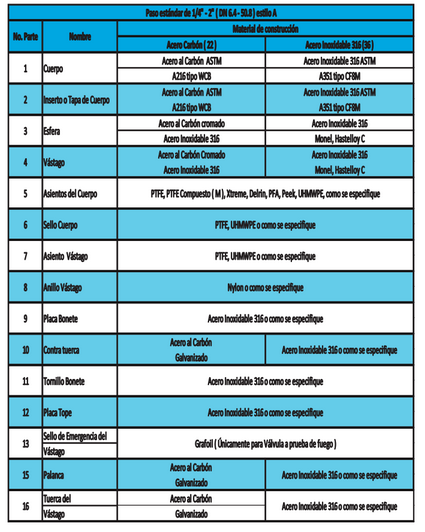 Paso estándar de 1/4" - 2" ( DN 6.4 - 50.8 ) estilo A
No. Parte Nombre Material de construcción
Acero Carbón ( 22 ) Acero Inoxidable 316 (36 )
1 Cuerpo Acero al Carbón ASTM Acero Inoxidable 316 ASTM
A216 tipo WCB A351 tipo CF8M
2 Inserto o Tapa de Cuerpo Acero al Carbón ASTM Acero Inoxidable 316 ASTM
A216 tipo WCB A351 tipo CF8M
3 Esfera Acero al Carbón cromado Acero Inoxidable 316
Acero Inoxidable 316 Monel, Hastelloy C
4 Vástago Acero al Carbón Cromado Acero Inoxidable 316
Acero Inoxidable 316 Monel, Hastelloy C
5 Asientos del Cuerpo PTFE, PTFE Compuesto ( M ), Xtreme, Delrin, PFA, Peek, UHMWPE, como se especifique
6 Sello Cuerpo PTFE, UHMWPE o como se especifique
7 Asiento Vástago PTFE, UHMWPE o como se especifique
8 Anillo Vástago Nylon o como se especifique
9 Placa Bonete Acero Inoxidable 316 o como se especifique
10 Contra tuerca Acero al Carbón Acero Inoxidable 316 o como se especifique
Galvanizado
11 Tornillo Bonete Acero Inoxidable 316 o como se especifique
12 Placa Tope Acero Inoxidable 316 o como se especifique
13 Sello de Emergencia del Grafoil ( Únicamente para Válvula a prueba de fuego )
Vástago
15 Palanca Acero al Carbón Acero Inoxidable 316 o como se especifique
Galvanizado
16 Tuerca del Acero al Carbón Acero Inoxidable 316 o como se especifique
Vástago Galvanizado